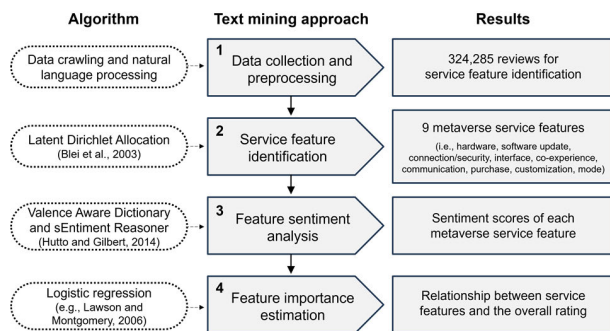 Algorithm
Text mining approach
Results
Data crawling and natural
language processing
1
Data collection and
preprocessing
324,285 reviews for
service feature identification
Latent Dirichlet Allocation
(Blei et al., 2003)
2
Service feature
identification
9 metaverse service features
(i.e., hardware, software update,
connection/security, interface, co-experience,
communication, purchase, customization, mode)
Valence Aware Dictionary
and sEntiment Reasoner
(Hutto and Gilbert, 2014)
3
Feature sentiment
analysis
Sentiment scores of each
metaverse service feature
Logistic regression
(e.g., Lawson and
Montgomery, 2006)
4
Feature importance
estimation
Relationship between service
features and the overall rating